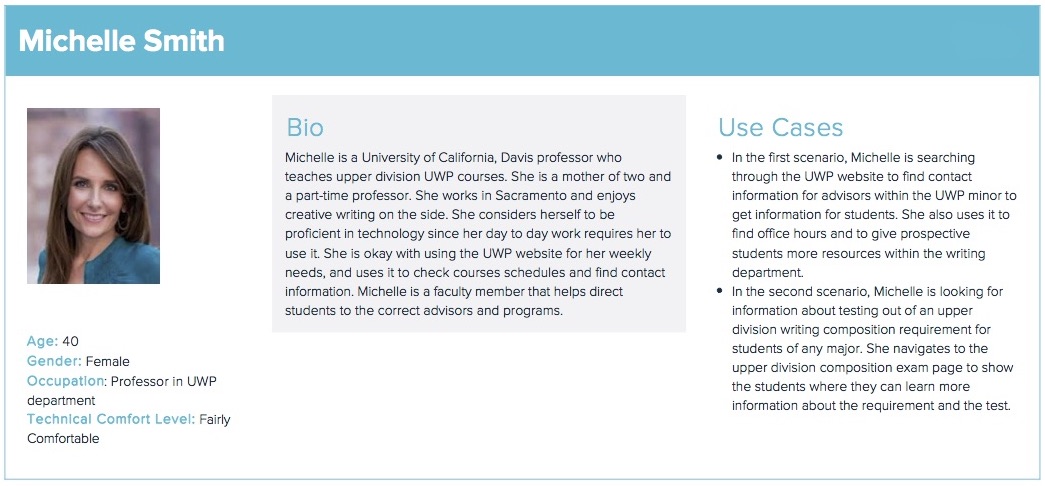 Michelle Smith
Age: 40
Gender: Female
Occupation: Professor in UWP
department
Technical Comfort Level: Fairly
Comfortable
Bio
Michelle is a University of California, Davis professor who
teaches upper division UWP courses. She is a mother of two and
a part-time professor. She works in Sacramento and enjoys
creative writing on the side. She considers herself to be
proficient in technology since her day to day work requires her to
use it. She is okay with using the UWP website for her weekly
needs, and uses it to check courses schedules and find contact
information. Michelle is a faculty member that helps direct
students to the correct advisors and programs.
Use Cases
• In the first scenario, Michelle is searching
through the UWP website to find contact
information for advisors within the UWP minor to
get information for students. She also uses it to
find office hours and to give prospective
students more resources within the writing
department.
• In the second scenario, Michelle is looking for
information about testing out of an upper
division writing composition requirement for
students of any major. She navigates to the
upper division composition exam page to show
the students where they can learn more
information about the requirement and the test.